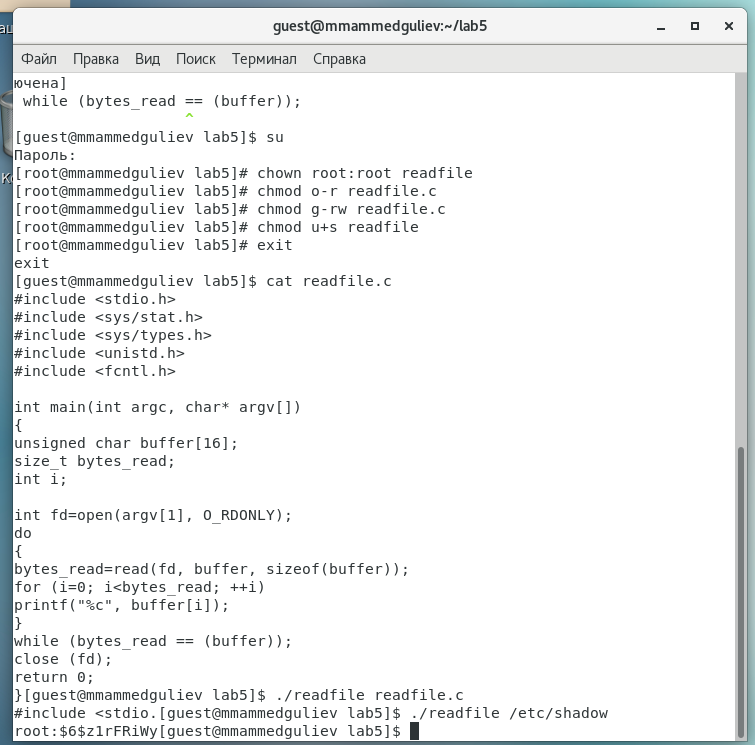 guest@mmammedguliev:~/lab5
Файл Правка Вид Поиск Терминал Справка
ючена]
 while (bytes_read == (buffer));
                   ^
[guest@mmammedguliev lab5]$ su
Пароль:
[root@mmammedguliev lab5]# chown root:root readfile
[root@mmammedguliev lab5]# chmod o-r readfile.c
[root@mmammedguliev lab5]# chmod g-rw readfile.c
[root@mmammedguliev lab5]# chmod u+s readfile
[root@mmammedguliev lab5]# exit
exit
[guest@mmammedguliev lab5]$ cat readfile.c
#include <stdio.h>
#include <sys/stat.h>
#include <sys/types.h>
#include <unistd.h>
#include <fcntl.h>

int main(int argc, char* argv[])
{
unsigned char buffer[16];
size_t bytes_read;
int i;

int fd=open(argv[1], O_RDONLY);
do
{
bytes_read=read(fd, buffer, sizeof(buffer));
for (i=0; i<bytes_read; ++i)
printf("%c", buffer[i]);
}
while (bytes_read == (buffer));
close (fd);
return 0;
}[guest@mmammedguliev lab5]$ ./readfile readfile.c
#include <stdio.[guest@mmammedguliev lab5]$ ./readfile /etc/shadow
root:$6$z1rFRiWy[guest@mmammedguliev lab5]$